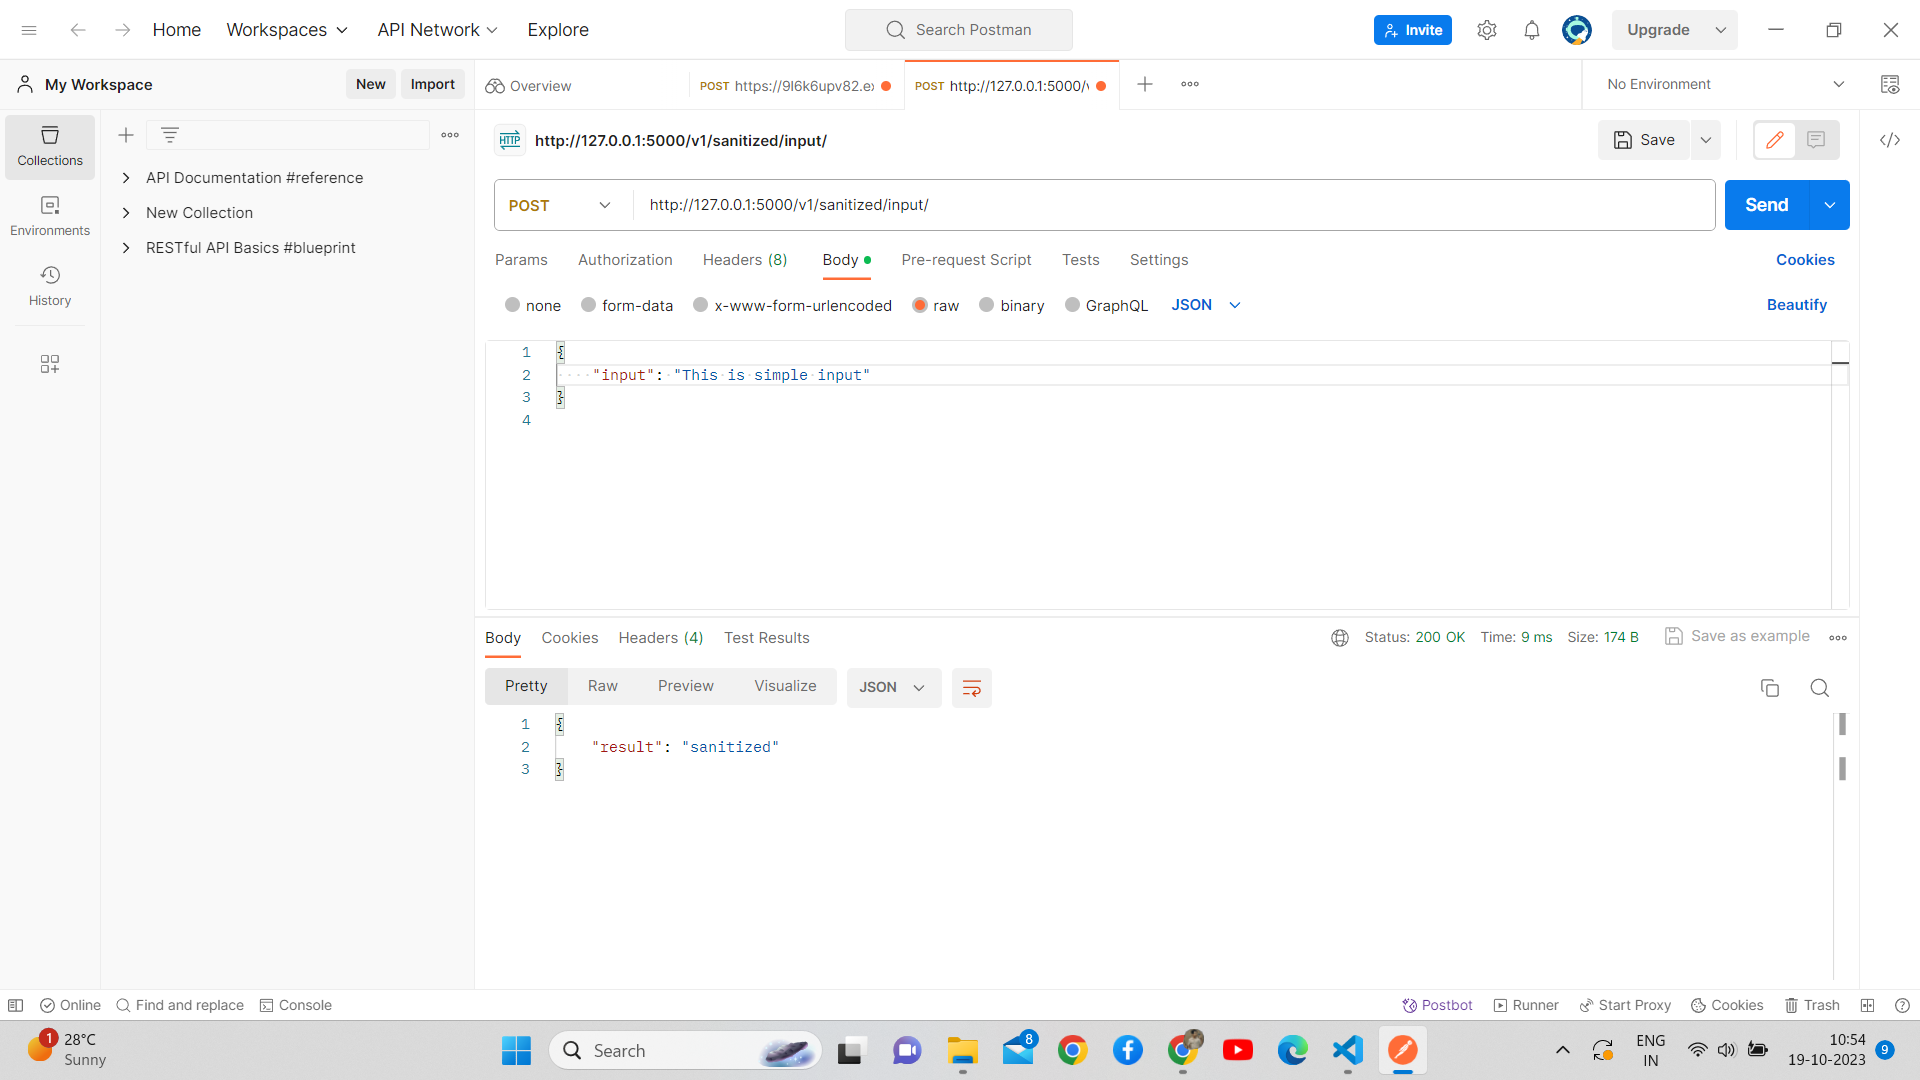 Home
Workspaces
API Network
Explore
Search Postman
Invite
Upgrade
My Workspace
New
Import
Overview
POST https://9l6k6upv82.ex
POST http://127.0.0.1:5000/v
No Environment
Collections
Environments
History
API Documentation #reference
New Collection
RESTful API Basics #blueprint
HTTP
http://127.0.0.1:5000/v1/sanitized/input/
Save
POST
http://127.0.0.1:5000/v1/sanitized/input/
Send
Params
Authorization
Headers (8)
Body
Pre-request Script
Tests
Settings
Cookies
none
form-data
x-www-form-urlencoded
raw
binary
GraphQL
JSON
Beautify
1 {
2 "input": "This is simple input"
3 }
4
Body
Cookies
Headers (4)
Test Results
Status: 200 OK
Time: 9 ms
Size: 174 B
Save as example
Pretty
Raw
Preview
Visualize
JSON
1 {
2 "result": "sanitized"
3 }
Online
Find and replace
Console
Postbot
Runner
Start Proxy
Cookies
Trash
1
28°C
Sunny
Search
8
ENG
IN
10:54
19-10-2023
9